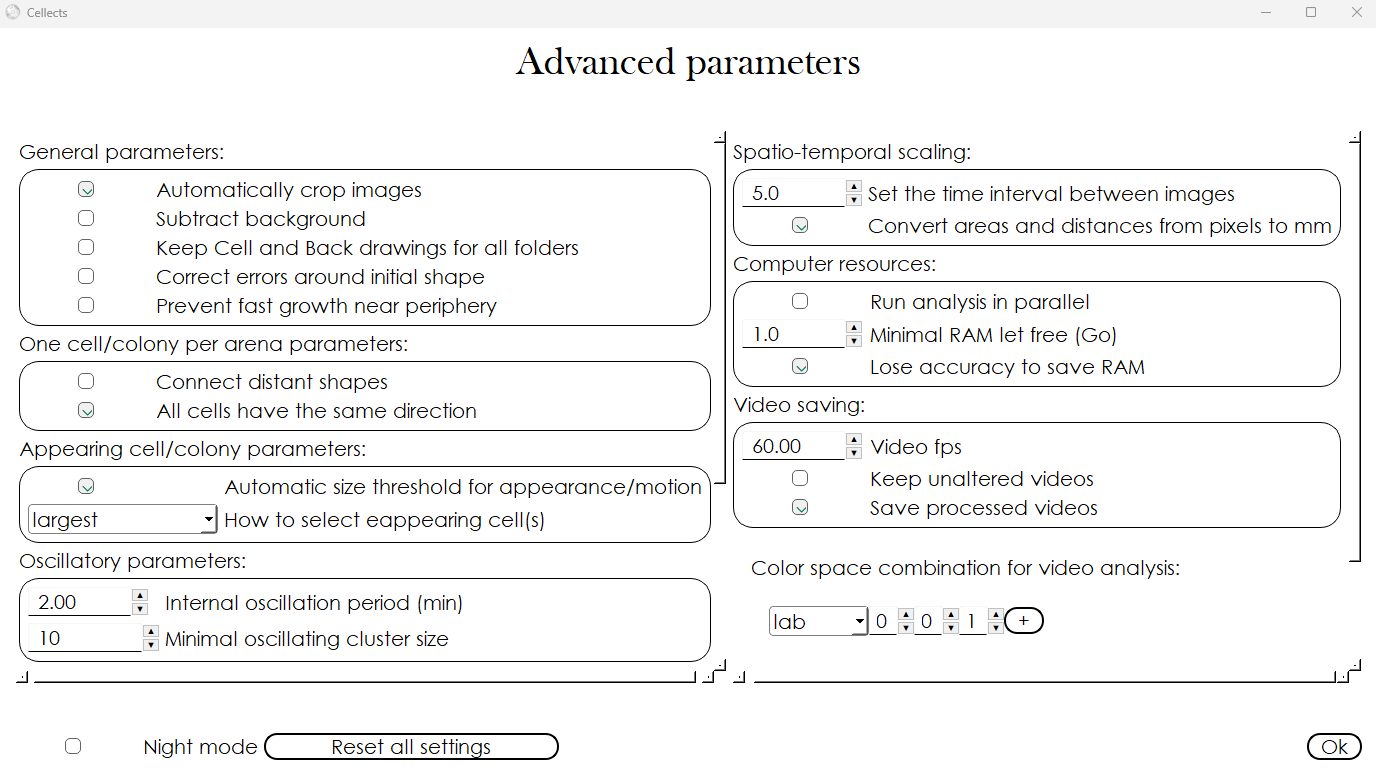 Cellects
Advanced parameters
General parameters:
Automatically crop images
Subtract background
Keep Cell and Back drawings for all folders
Correct errors around initial shape
Prevent fast growth near periphery
One cell/colony per arena parameters:
Connect distant shapes
All cells have the same direction
Appearing cell/colony parameters:
Automatic size threshold for appearance/motion
largest How to select eappearing cell(s)
Oscillatory parameters:
2.00 Internal oscillation period (min)
10 Minimal oscillating cluster size
Spatio-temporal scaling:
5.0 Set the time interval between images
Convert areas and distances from pixels to mm
Computer resources:
Run analysis in parallel
1.0 Minimal RAM let free (Go)
Lose accuracy to save RAM
Video saving:
60.00 Video fps
Keep unaltered videos
Save processed videos
Color space combination for video analysis:
lab 0 0 1 +
Night mode Reset all settings Ok